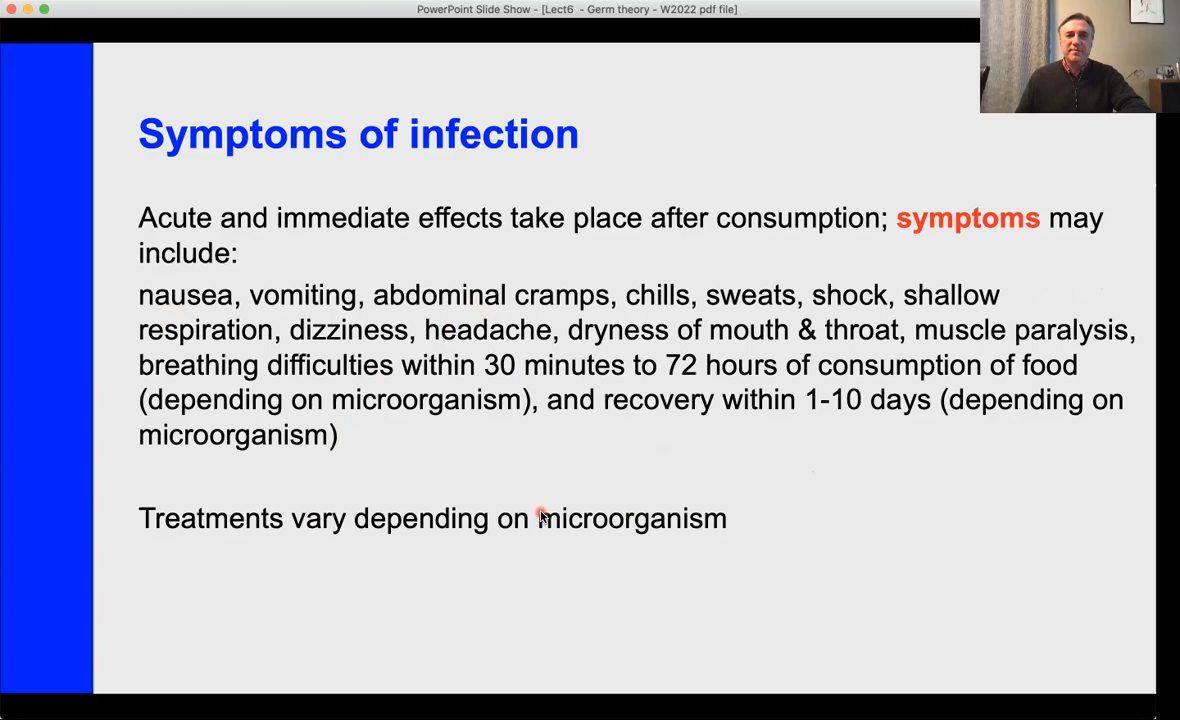 PowerPoint Slide Show - [Lect6  - Germ theory - W2022 pdf file]
Symptoms of infection
Acute and immediate effects take place after consumption; symptoms may
include:
nausea, vomiting, abdominal cramps, chills, sweats, shock, shallow
respiration, dizziness, headache, dryness of mouth & throat, muscle paralysis,
breathing difficulties within 30 minutes to 72 hours of consumption of food
(depending on microorganism), and recovery within 1-10 days (depending on
microorganism)
Treatments vary depending on microorganism